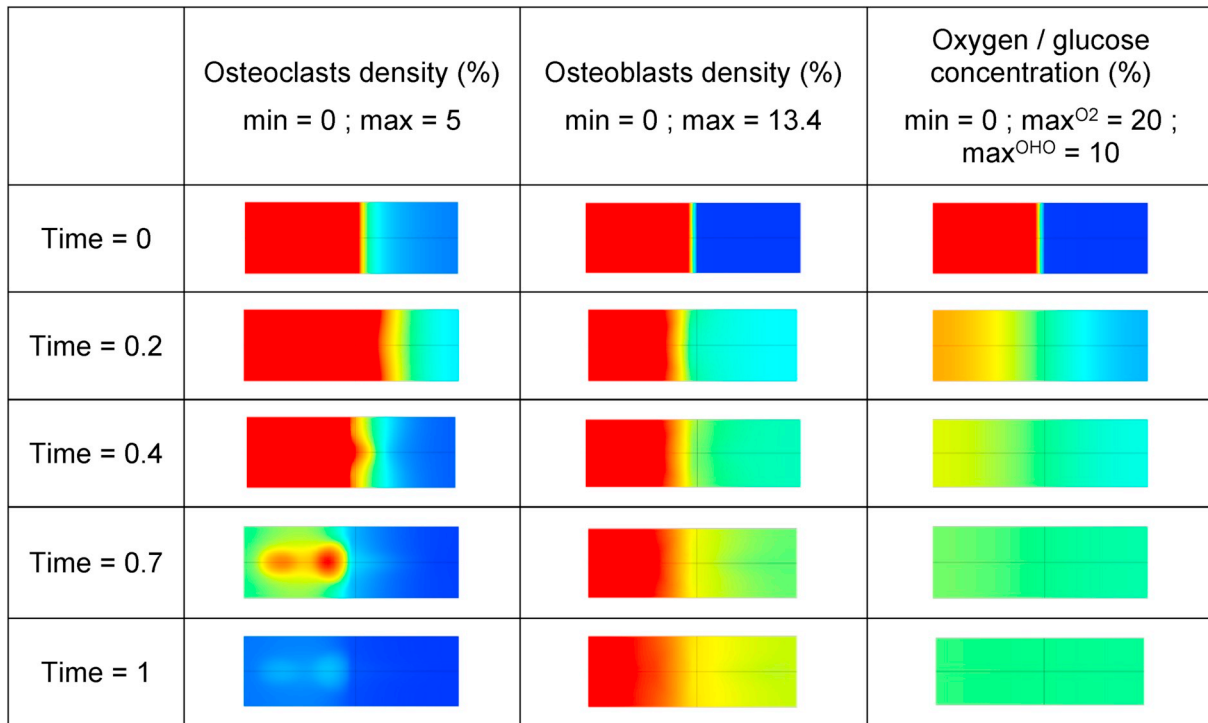 Osteoclasts density (%)
min = 0 ; max = 5
Osteoblasts density (%)
min = 0 ; max = 13.4
Oxygen / glucose
concentration (%)
min = 0 ; max^O2 = 20 ;
max^OHO = 10
Time = 0
Time = 0.2
Time = 0.4
Time = 0.7
Time = 1